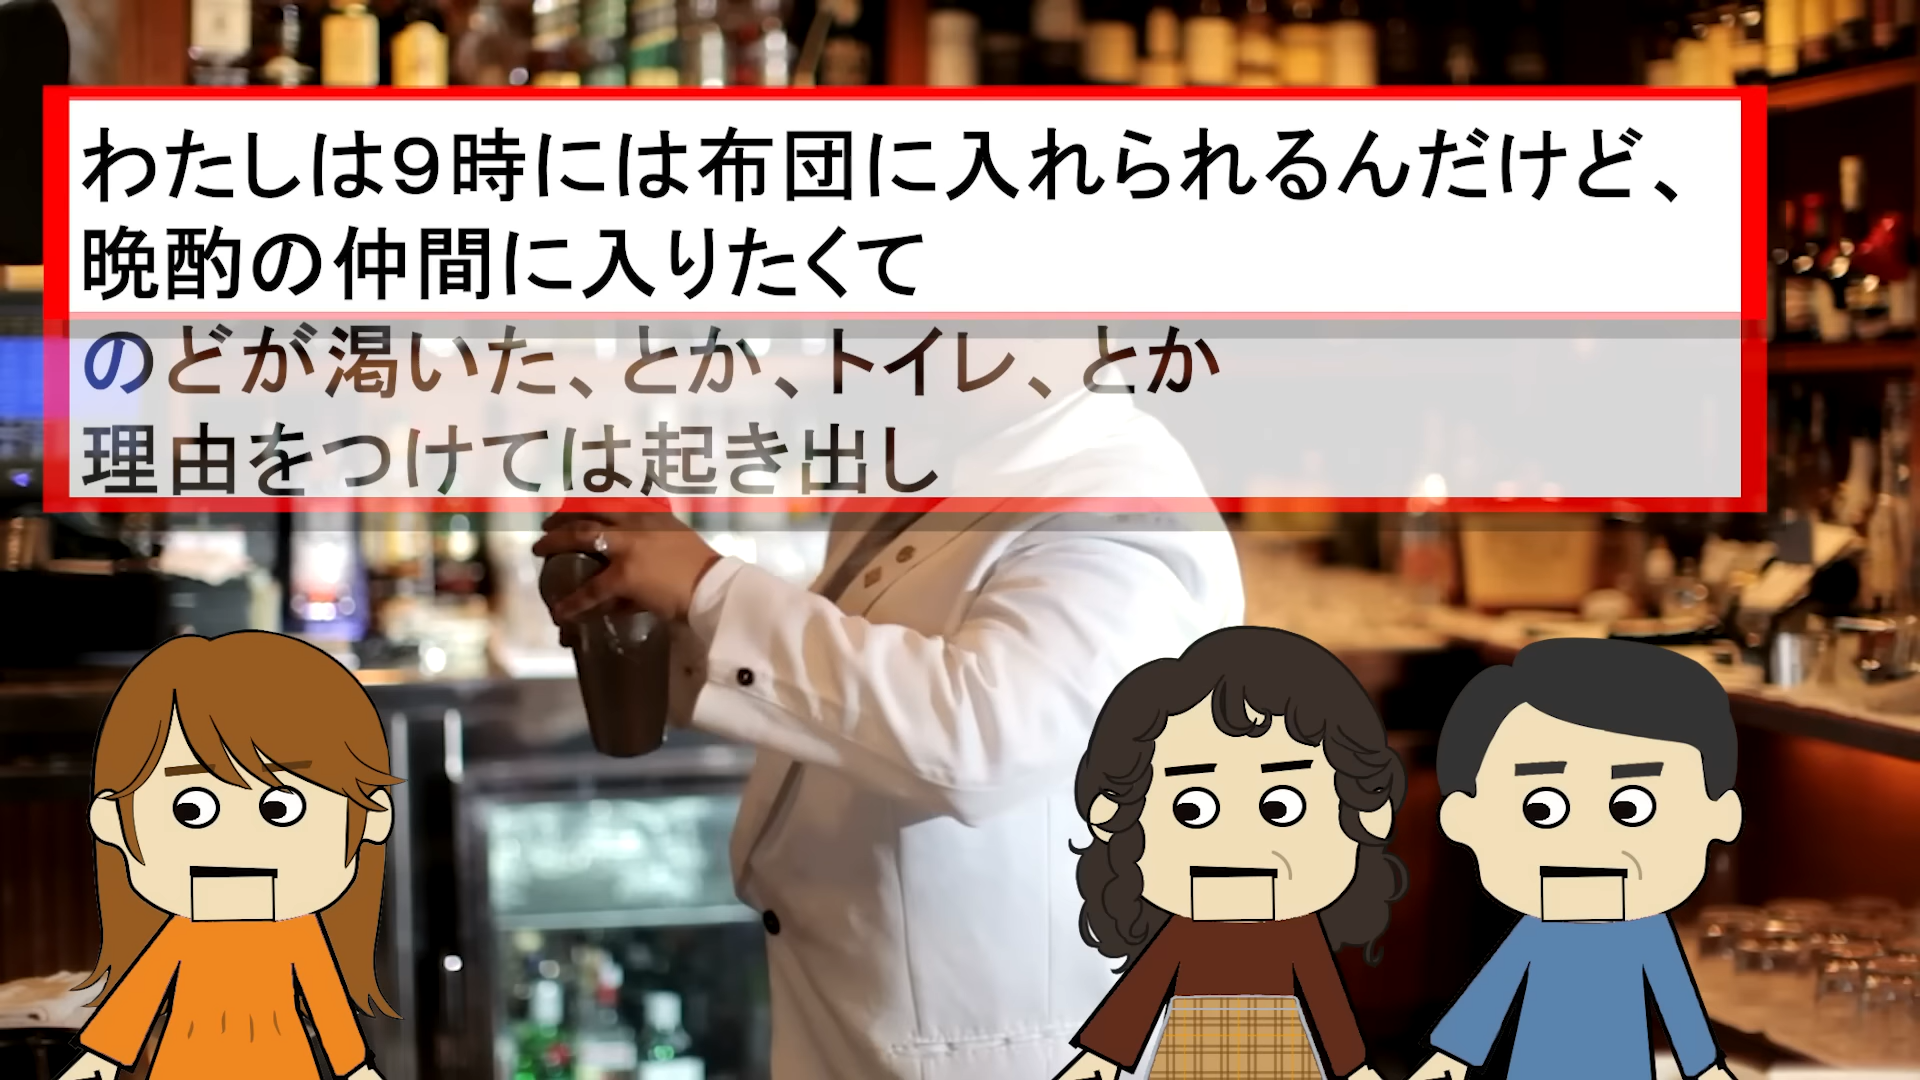 わたしは９時には布団に入れられるんだけど、
晩酌の仲間に入りたくて
のどが渇いた、とか、トイレ、とか
理由をつけては起き出し